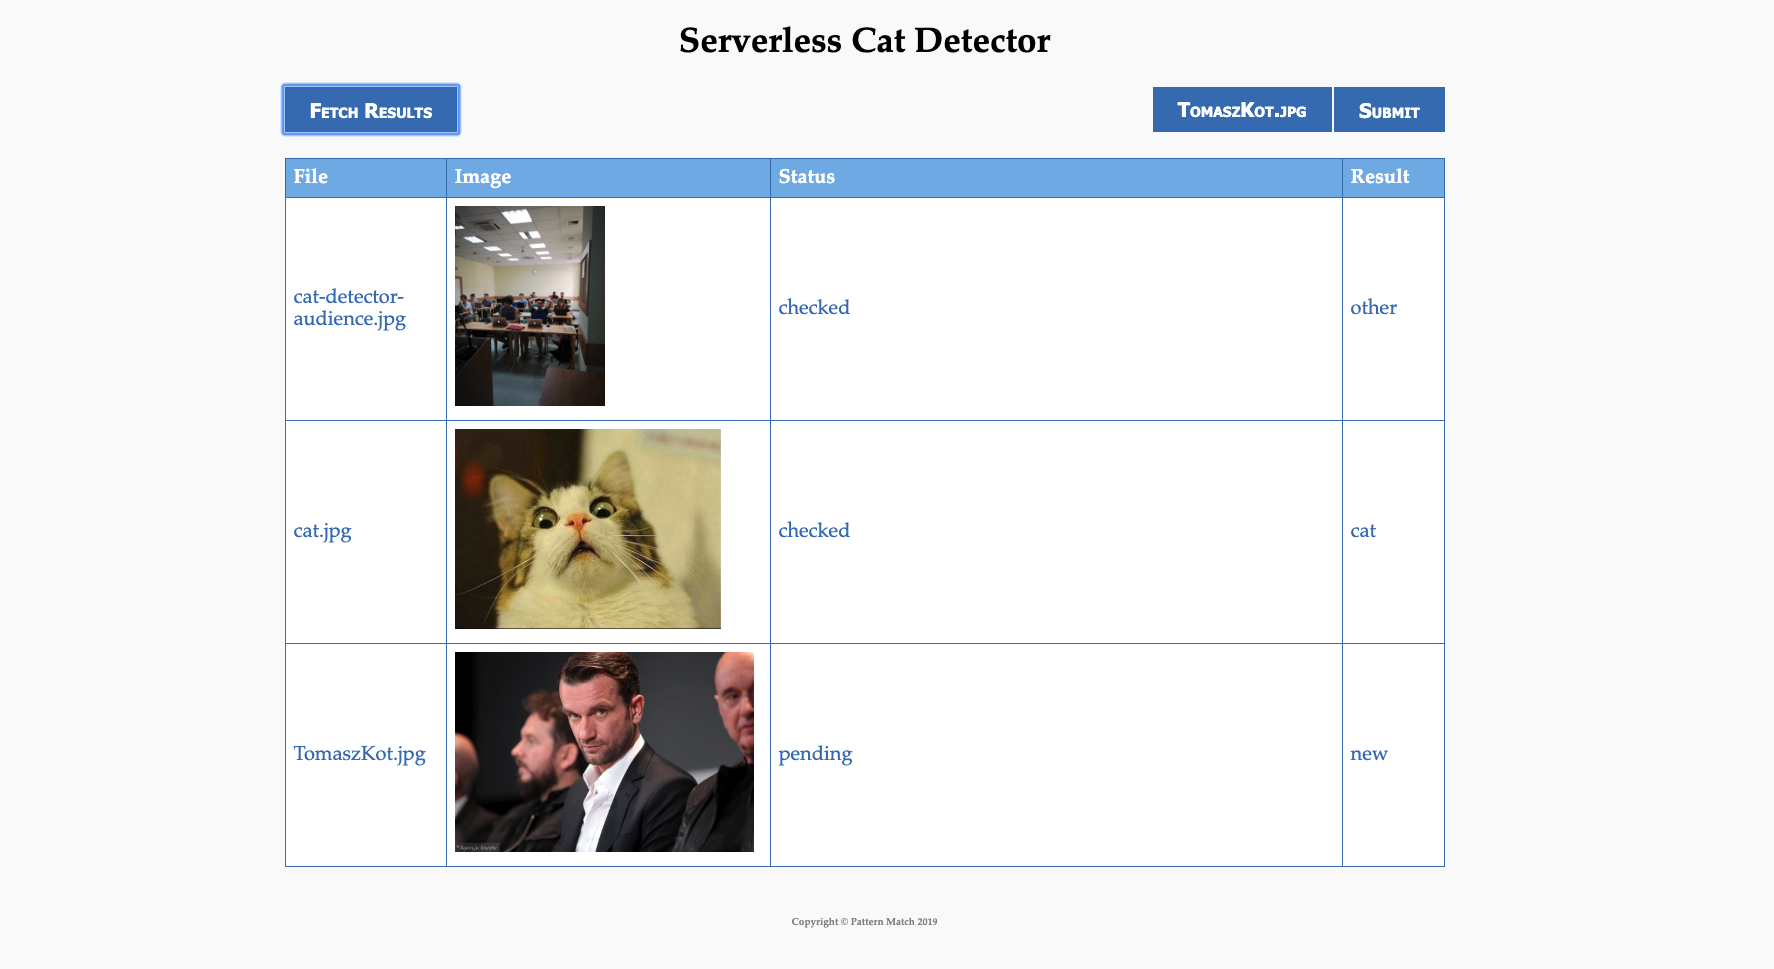 Serverless Cat Detector
Fetch Results
TomaszKot.jpg
Submit
File Image Status Result
cat-detector-
audience.jpg
checked
other
cat.jpg
checked
cat
TomaszKot.jpg
pending
new
Copyright © Pattern Match 2019